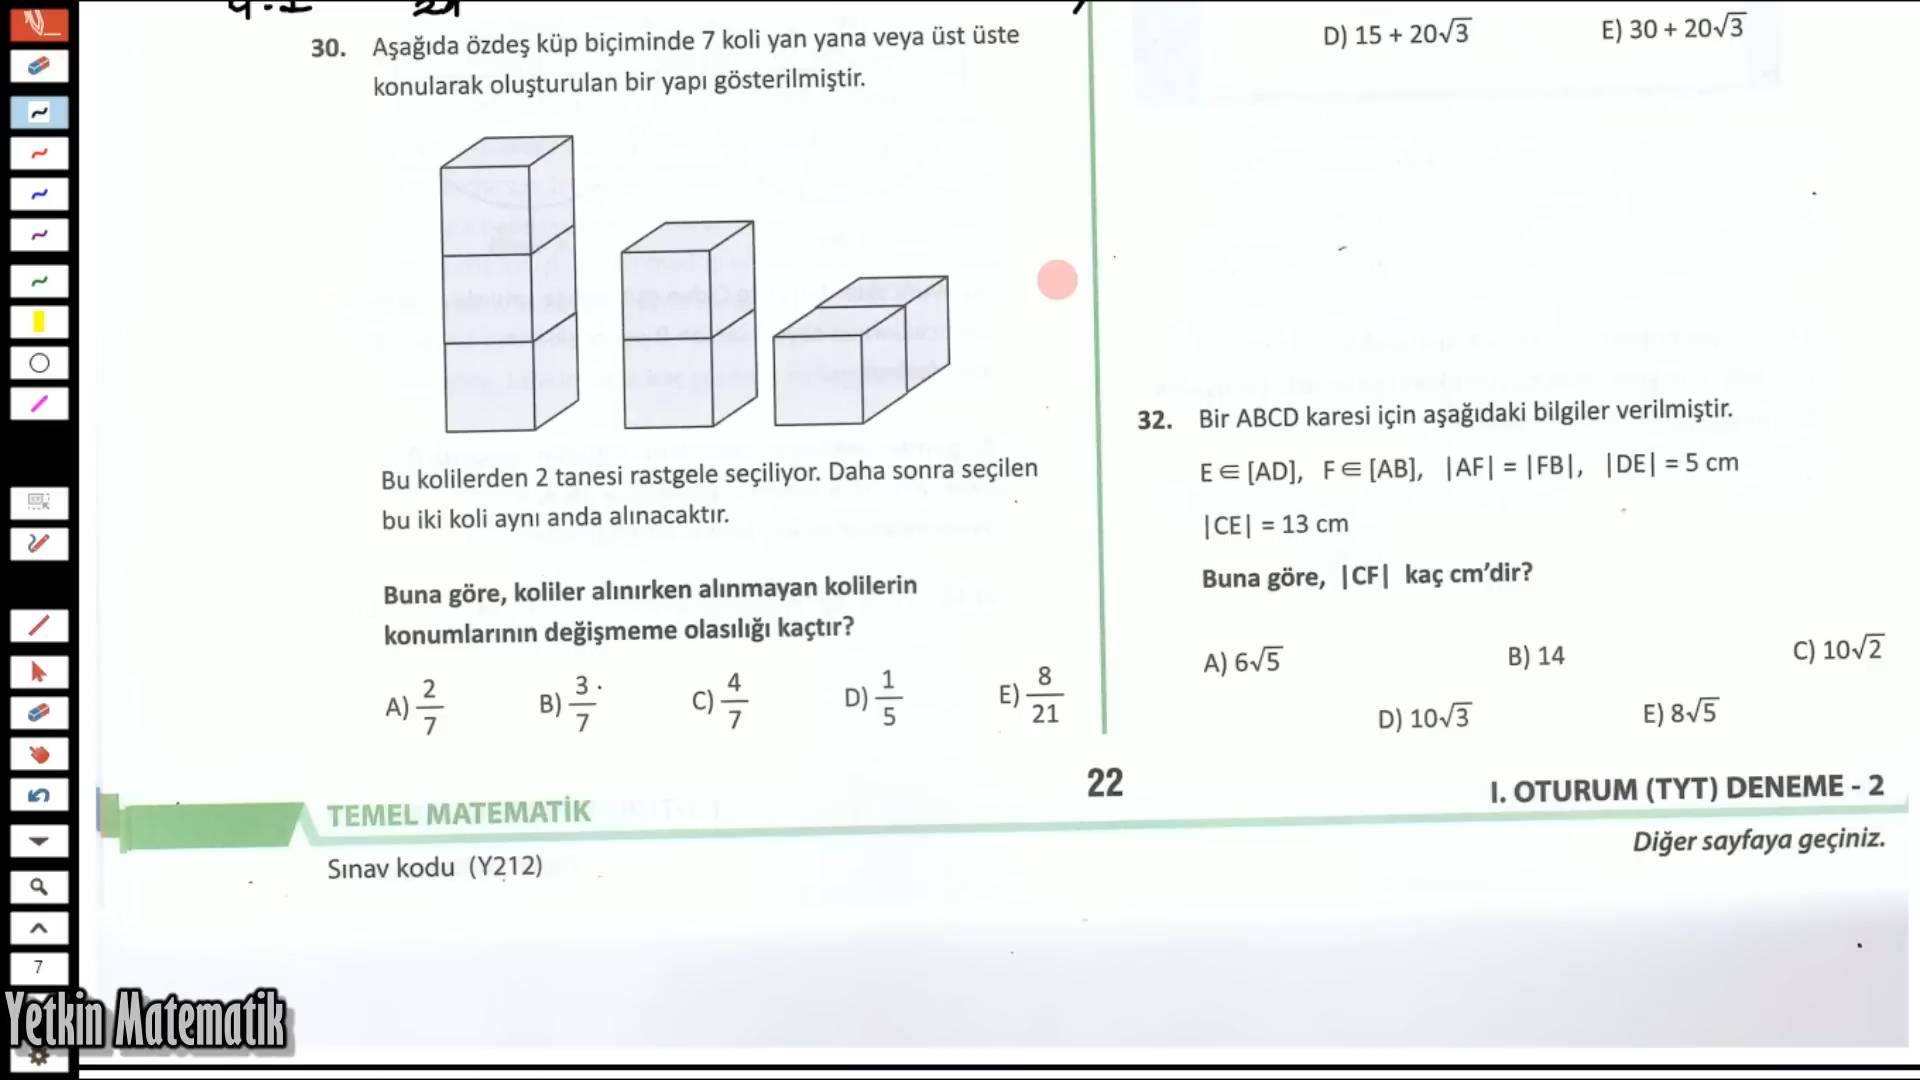 30. Aşağıda özdeş küp biçiminde 7 koli yan yana veya üst üste
konularak oluşturulan bir yapı gösterilmiştir.
Bu kolilerden 2 tanesi rastgele seçiliyor. Daha sonra seçilen
bu iki koli aynı anda alınacaktır.
Buna göre, koliler alınırken alınmayan kolilerin
konumlarının değişmeme olasılığı kaçtır?
A) 2/7 B) 3/7 C) 4/7 D) 1/5 E) 8/21
D) 15 + 20√3 E) 30 + 20√3
32. Bir ABCD karesi için aşağıdaki bilgiler verilmiştir.
E ∈ [AD], F ∈ [AB], |AF| = |FB|, |DE| = 5 cm
|CE| = 13 cm
Buna göre, |CF| kaç cm'dir?
A) 6√5 B) 14 C) 10√2
D) 10√3 E) 8√5
22
TEMEL MATEMATİK
I. OTURUM (TYT) DENEME - 2
Sınav kodu (Y212)
Diğer sayfaya geçiniz.
7
Yetkin Matematik